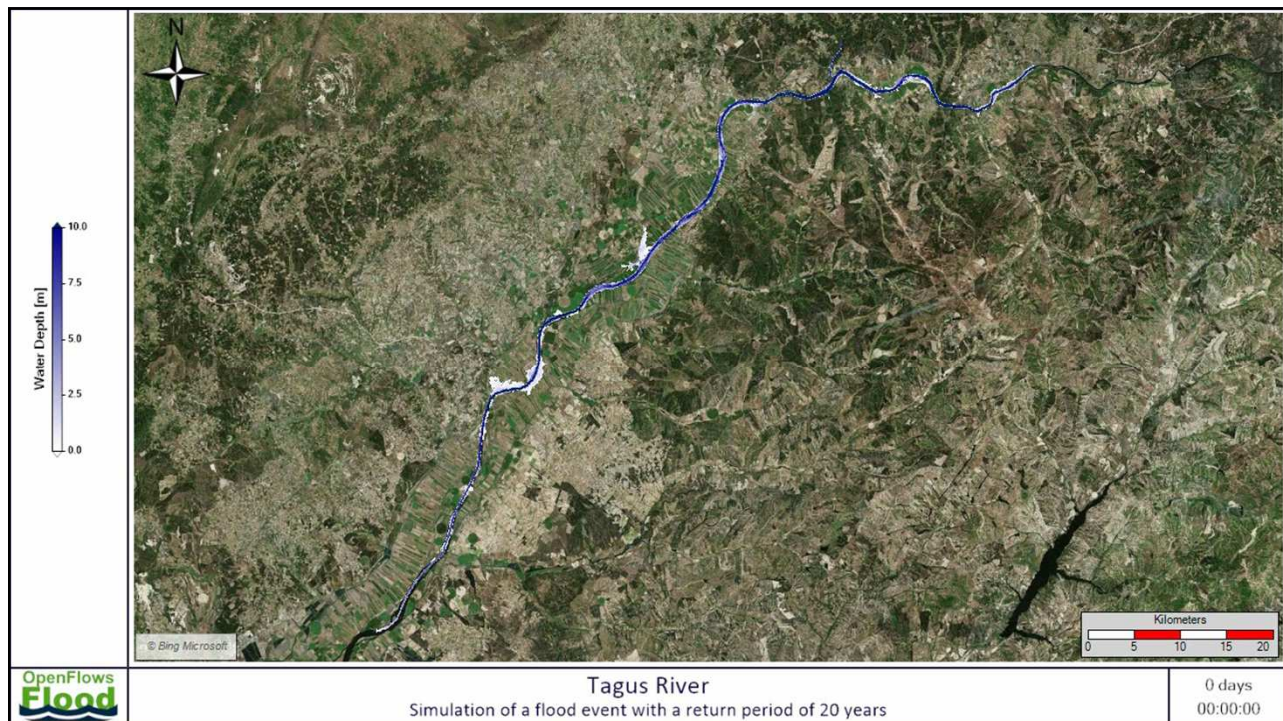 N
10.0
7.5
5.0
2.5
0.0
Water Depth [m]
Kilometers
0 5 10 15 20
© Bing Microsoft
OpenFlows
Flood
Tagus River
Simulation of a flood event with a return period of 20 years
0 days
00:00:00